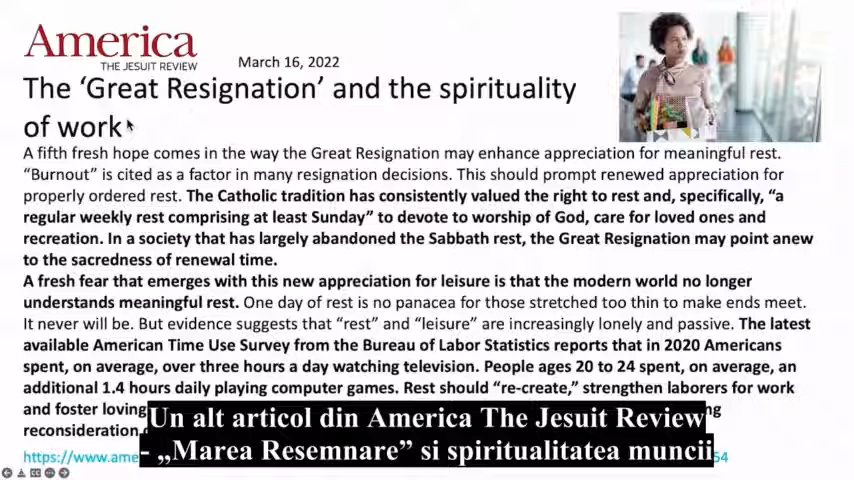 America
THE JESUIT REVIEW
March 16, 2022
The ‘Great Resignation’ and the spirituality
of work
A fifth fresh hope comes in the way the Great Resignation may enhance appreciation for meaningful rest.
“Burnout” is cited as a factor in many resignation decisions. This should prompt renewed appreciation for
properly ordered rest. The Catholic tradition has consistently valued the right to rest and, specifically, “a
regular weekly rest comprising at least Sunday” to devote to worship of God, care for loved ones and
recreation. In a society that has largely abandoned the Sabbath rest, the Great Resignation may point anew
to the sacredness of renewal time.
A fresh fear that emerges with this new appreciation for leisure is that the modern world no longer
understands meaningful rest. One day of rest is no panacea for those stretched too thin to make ends meet.
It never will be. But evidence suggests that “rest” and “leisure” are increasingly lonely and passive. The latest
available American Time Use Survey from the Bureau of Labor Statistics reports that in 2020 Americans
spent, on average, over three hours a day watching television. People ages 20 to 24 spent, on average, an
additional 1.4 hours daily playing computer games. Rest should “re-create,” strengthen laborers for work
and foster loving
reconsideration
https://www.ame 54
Un alt articol din America The Jesuit Review
- „Marea Resemnare” si spiritualitatea muncii